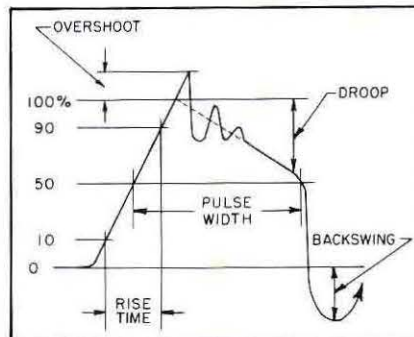 OVERSHOOT
100%
90
DROOP
50
PULSE
WIDTH
BACKSWING
10
0
RISE
TIME